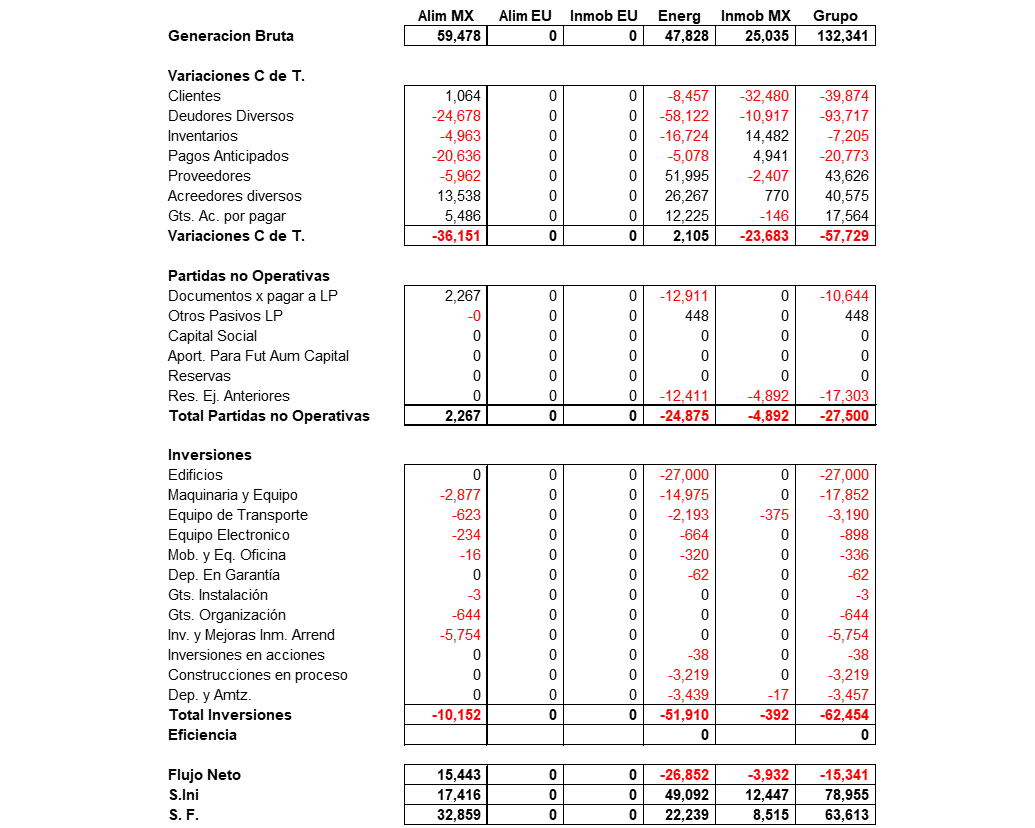 Alim MX Alim EU Inmob EU Energ Inmob MX Grupo
Generacion Bruta 59,478 0 0 47,828 25,035 132,341
Variaciones C de T.
Clientes 1,064 0 0 -8,457 -32,480 -39,874
Deudores Diversos -24,678 0 0 -58,122 -10,917 -93,717
Inventarios -4,963 0 0 -16,724 14,482 -7,205
Pagos Anticipados -20,636 0 0 -5,078 4,941 -20,773
Proveedores -5,962 0 0 51,995 -2,407 43,626
Acreedores diversos 13,538 0 0 26,267 770 40,575
Gts. Ac. por pagar 5,486 0 0 12,225 -146 17,564
Variaciones C de T. -36,151 0 0 2,105 -23,683 -57,729
Partidas no Operativas
Documentos x pagar a LP 2,267 0 0 -12,911 0 -10,644
Otros Pasivos LP -0 0 0 448 0 448
Capital Social 0 0 0 0 0 0
Aport. Para Fut Aum Capital 0 0 0 0 0 0
Reservas 0 0 0 0 0 0
Res. Ej. Anteriores 0 0 0 -12,411 -4,892 -17,303
Total Partidas no Operativas 2,267 0 0 -24,875 -4,892 -27,500
Inversiones
Edificios 0 0 0 -27,000 0 -27,000
Maquinaria y Equipo -2,877 0 0 -14,975 0 -17,852
Equipo de Transporte -623 0 0 -2,193 -375 -3,190
Equipo Electronico -234 0 0 -664 0 -898
Mob. y Eq. Oficina -16 0 0 -320 0 -336
Dep. En Garantía 0 0 0 -62 0 -62
Gts. Instalación -3 0 0 0 0 -3
Gts. Organización -644 0 0 0 0 -644
Inv. y Mejoras Inm. Arrend -5,754 0 0 0 0 -5,754
Inversiones en acciones 0 0 0 -38 0 -38
Construcciones en proceso 0 0 0 -3,219 0 -3,219
Dep. y Amtz. 0 0 0 -3,439 -17 -3,457
Total Inversiones -10,152 0 0 -51,910 -392 -62,454
Eficiencia 0 0
Flujo Neto 15,443 0 0 -26,852 -3,932 -15,341
S.Ini 17,416 0 0 49,092 12,447 78,955
S. F. 32,859 0 0 22,239 8,515 63,613